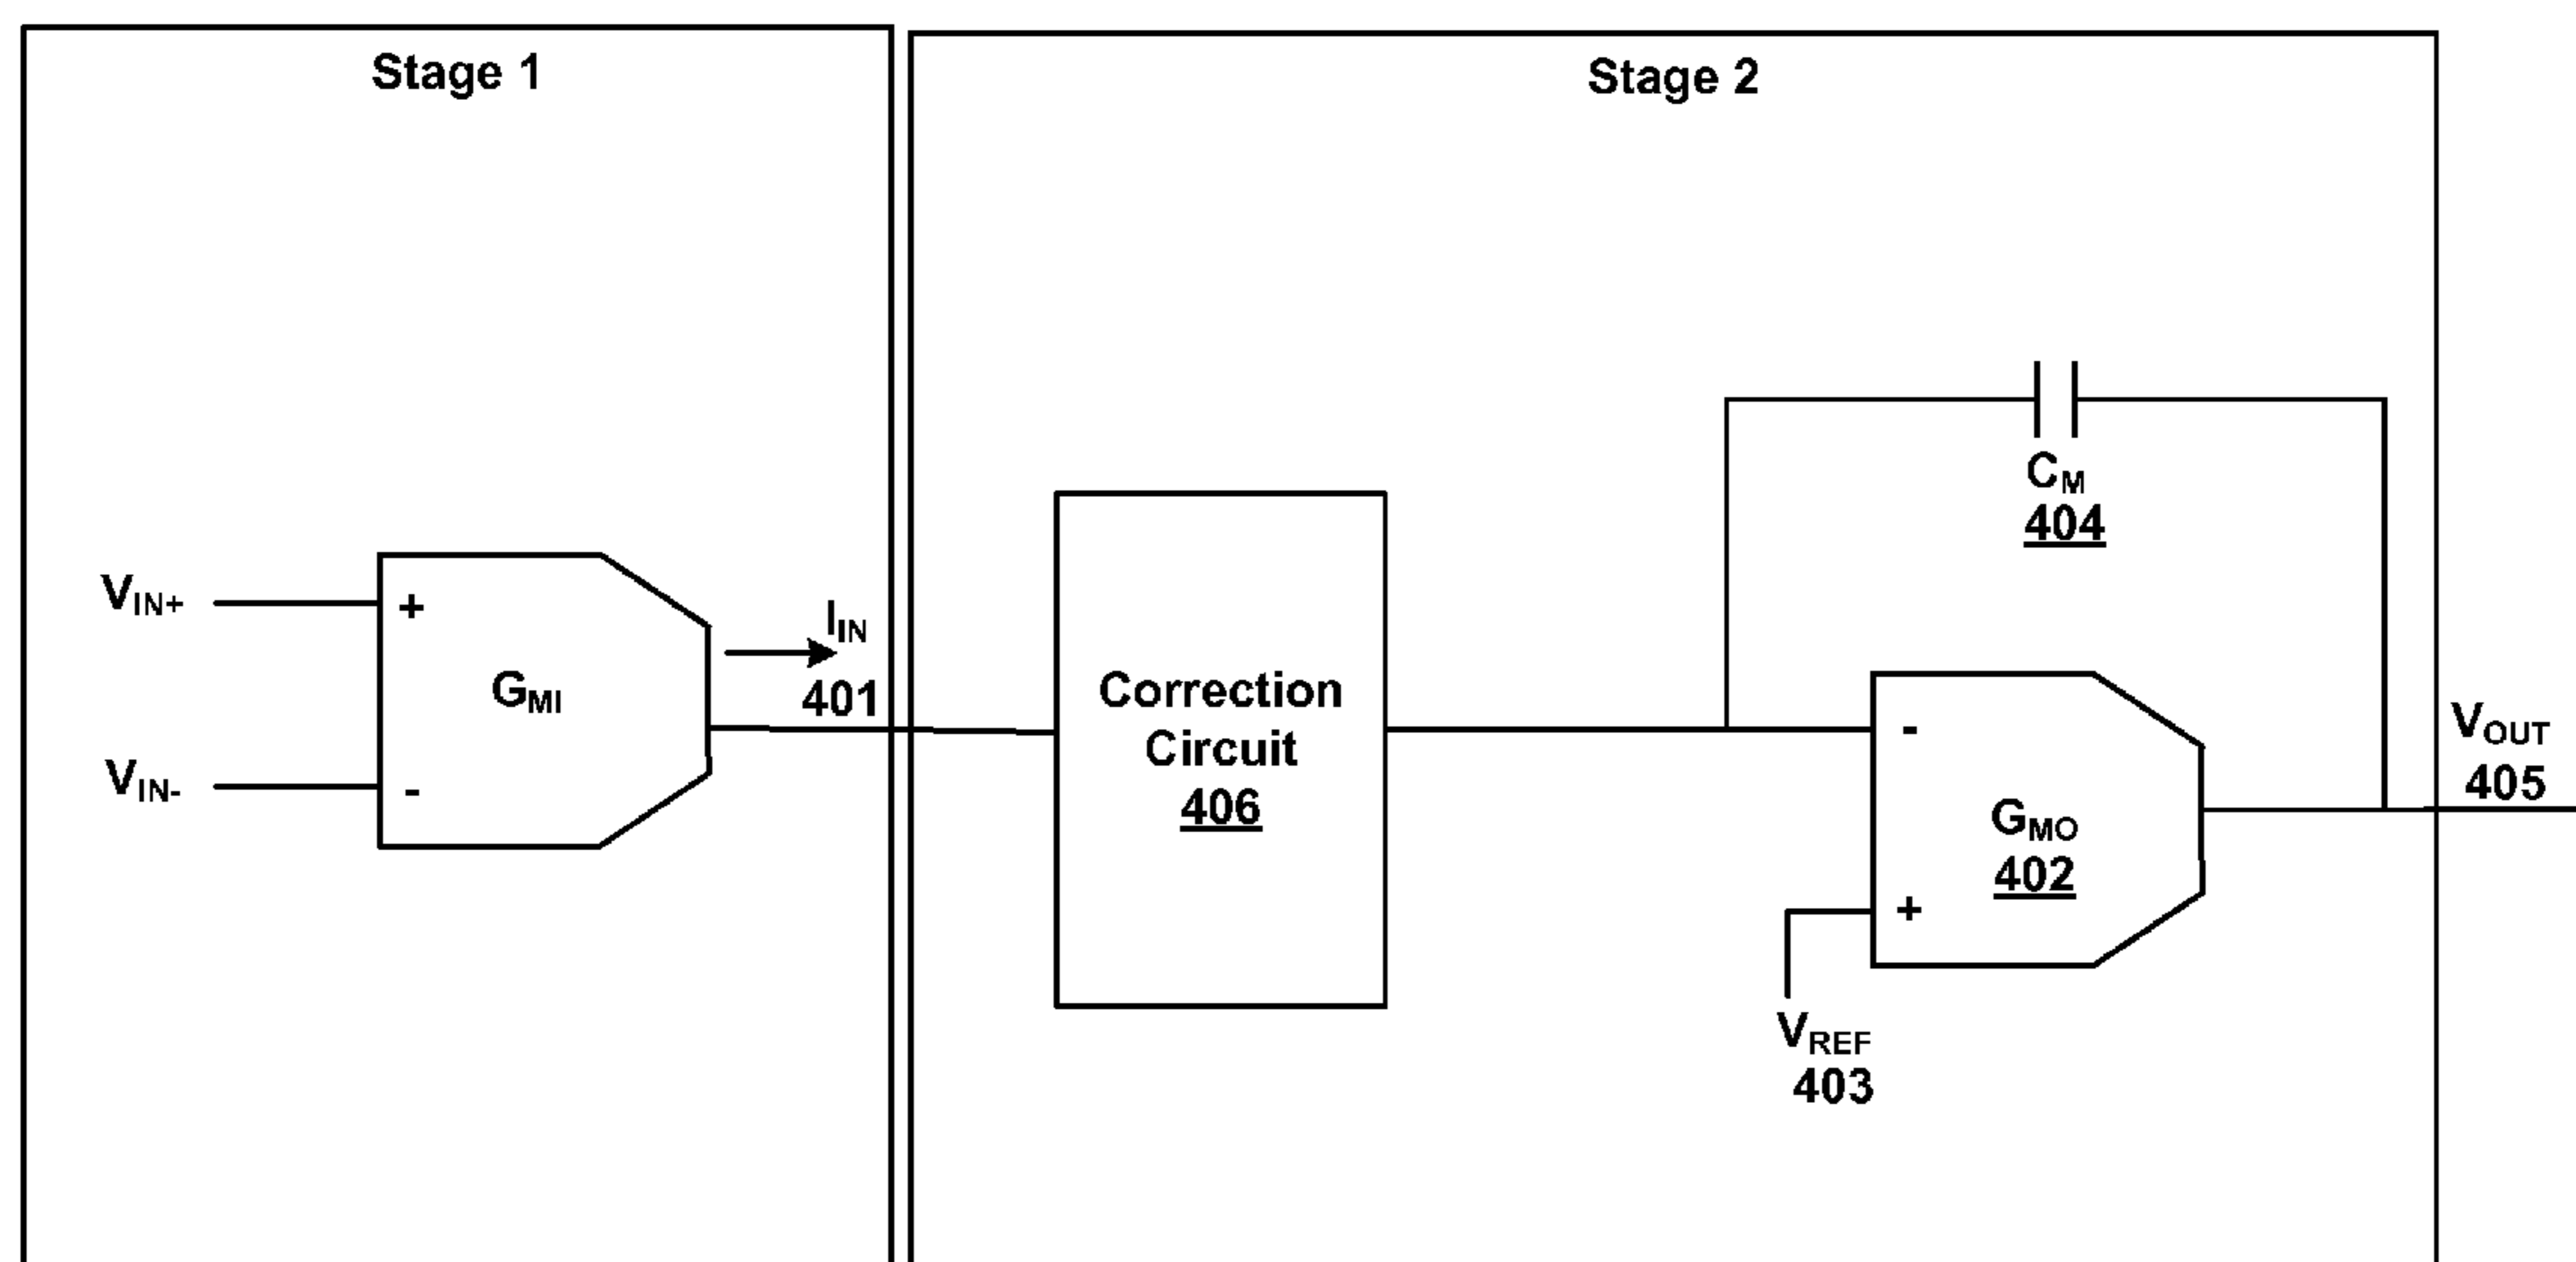 Stage 1
Stage 2
VIN+
+
GMI
VIN-
-
IIN
401
Correction
Circuit
406
CM
404
-
GMO
402
+
VREF
403
VOUT
405